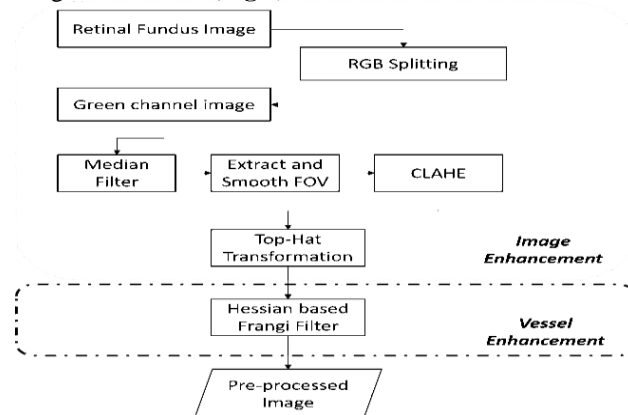 Retinal Fundus Image
RGB Splitting
Green channel image
Median
Filter
Extract and
Smooth FOV
CLAHE
Top-Hat
Transformation
Image
Enhancement
Hessian based
Frangi Filter
Vessel
Enhancement
Pre-processed
Image